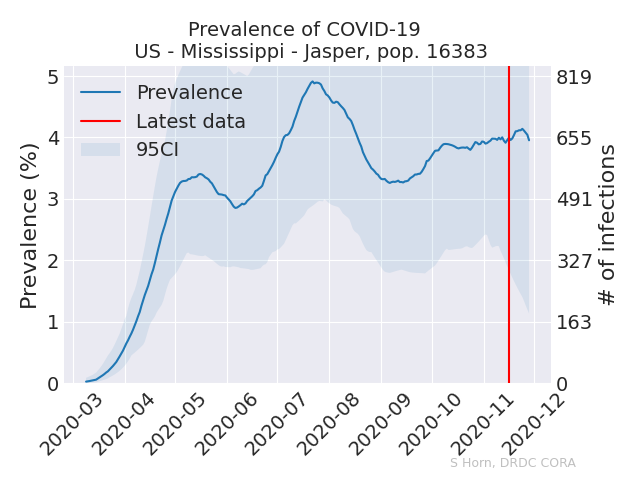 Prevalence of COVID-19
US - Mississippi - Jasper, pop. 16383
Prevalence
Latest data
95CI
Prevalence (%)
5
4
3
2
1
0
819
655
491
327
163
0
# of infections
2020-03
2020-04
2020-05
2020-06
2020-07
2020-08
2020-09
2020-10
2020-11
2020-12
S Horn, DRDC CORA